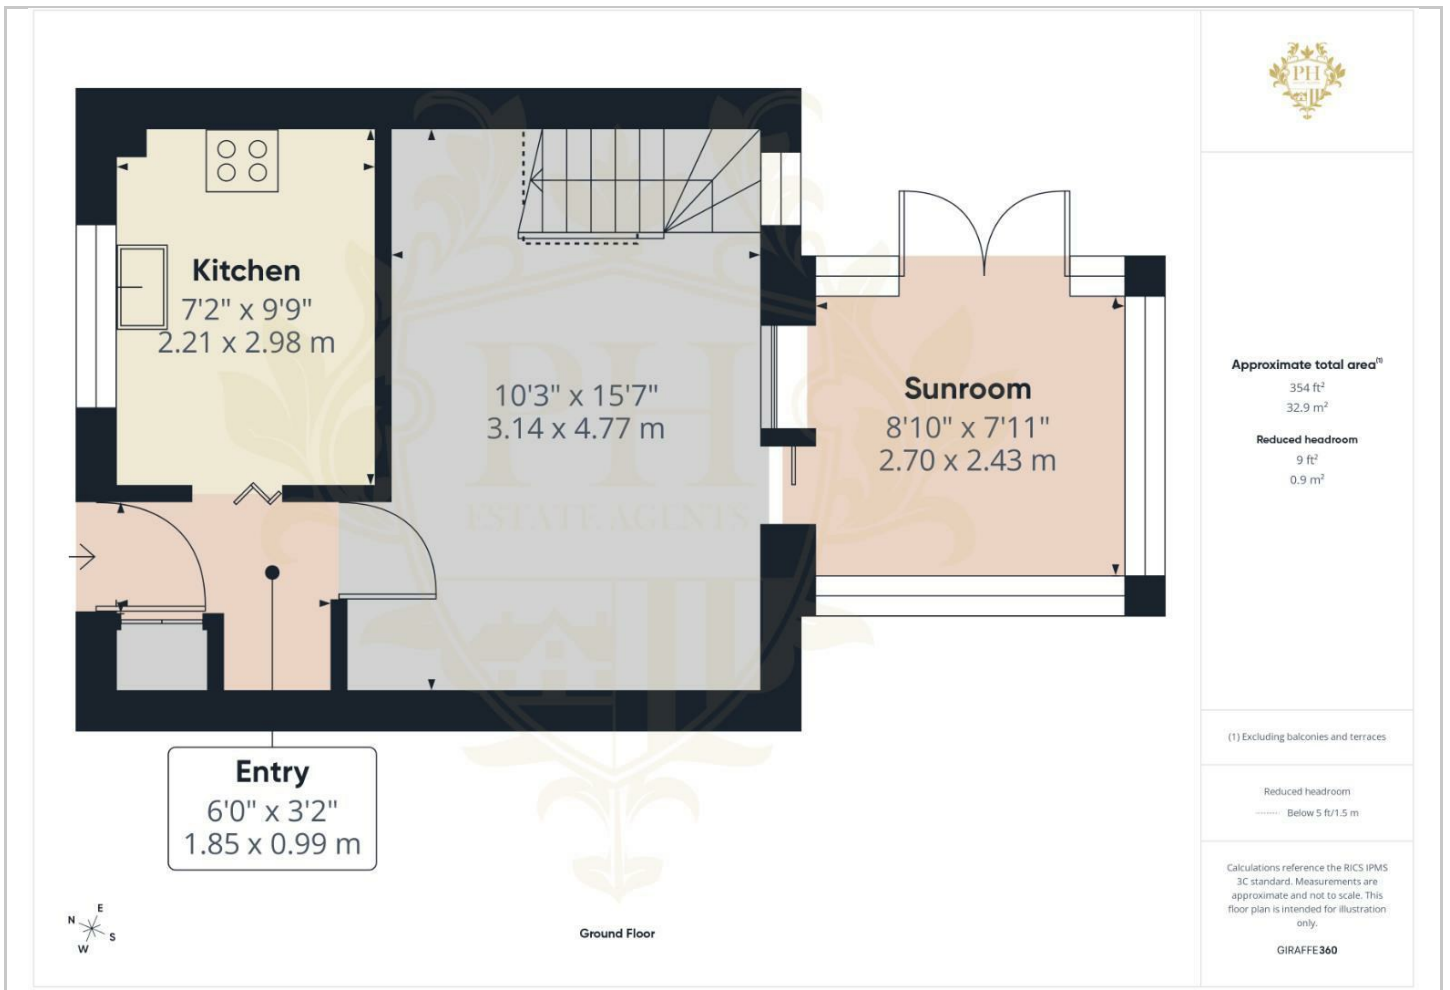 PH
Kitchen
7'2" x 9'9"
2.21 x 2.98 m
10'3" x 15'7"
3.14 x 4.77 m
Sunroom
8'10" x 7'11"
2.70 x 2.43 m
PH
ESTATE AGENTS
Entry
6'0" x 3'2"
1.85 x 0.99 m
N E S W
Ground Floor
Approximate total area(1)
354 ft²
32.9 m²
Reduced headroom
9 ft²
0.9 m²
(1) Excluding balconies and terraces
Reduced headroom
Below 5 ft/1.5 m
Calculations reference the RICS IPMS
3C standard. Measurements are
approximate and not to scale. This
floor plan is intended for illustration
only.
GIRAFFE360